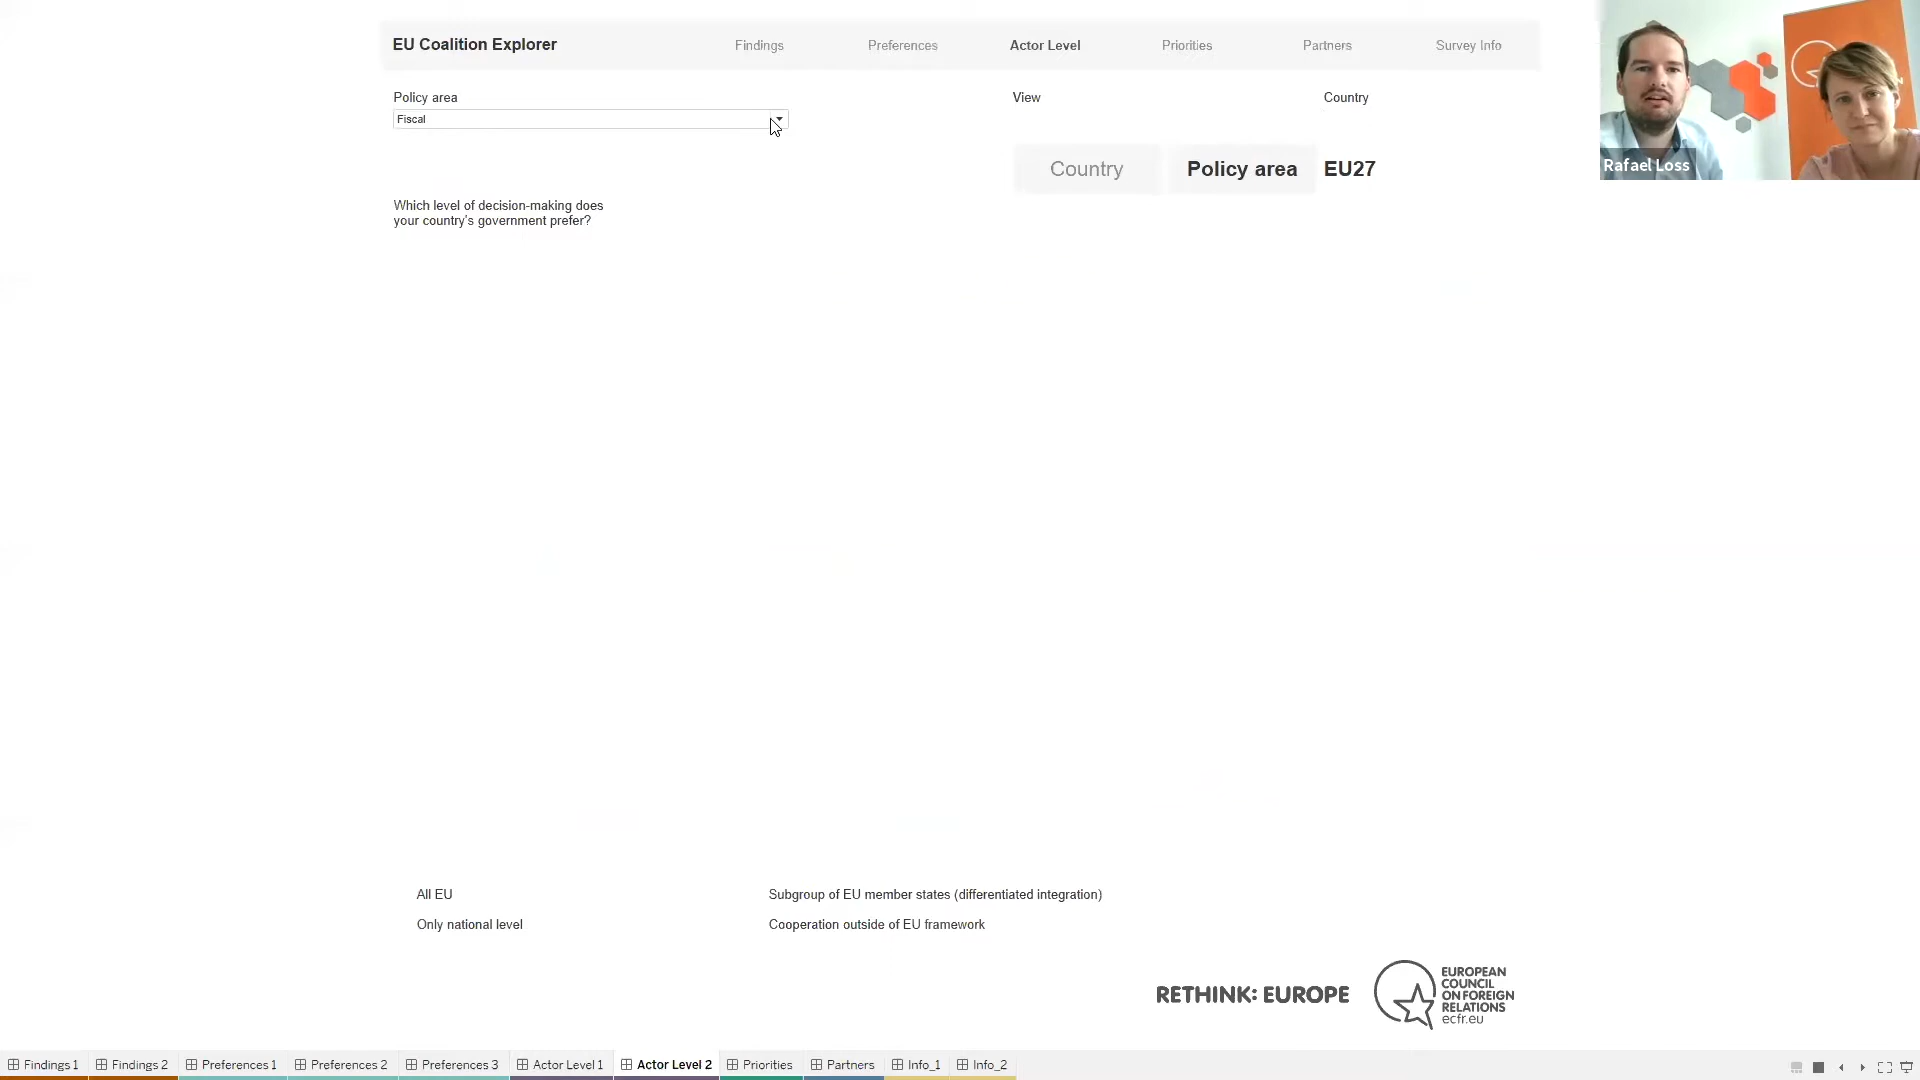 EU Coalition Explorer
Findings
Preferences
Actor Level
Priorities
Partners
Survey Info
Policy area
Fiscal
View
Country
Country
Policy area
EU27
Which level of decision-making does
your country's government prefer?
Rafael Loss
All EU
Subgroup of EU member states (differentiated integration)
Only national level
Cooperation outside of EU framework
RETHINK: EUROPE
EUROPEAN
COUNCIL
ON FOREIGN
RELATIONS
ecfr.eu
Findings 1
Findings 2
Preferences 1
Preferences 2
Preferences 3
Actor Level 1
Actor Level 2
Priorities
Partners
Info_1
Info_2